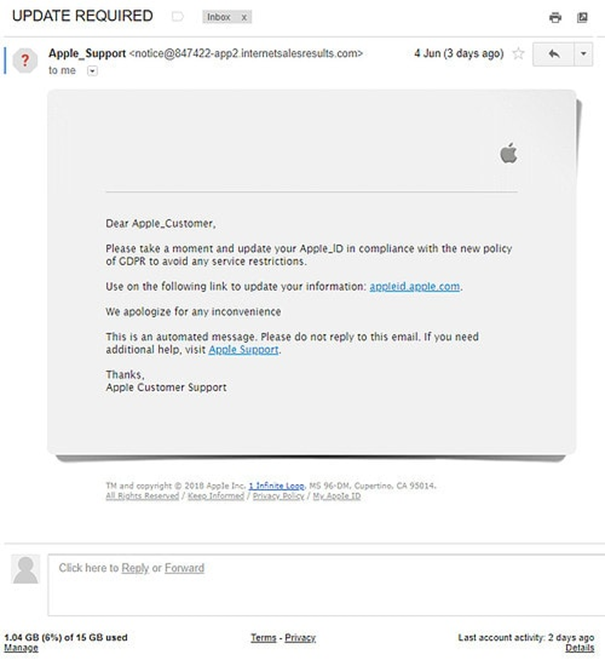 UPDATE REQUIRED Inbox x
Apple_Support <notice@847422-app2.internetsalesresults.com> 4 Jun (3 days ago)
to me
?
Dear Apple_Customer,
Please take a moment and update your Apple_ID in compliance with the new policy
of GDPR to avoid any service restrictions.
Use on the following link to update your information: appleid.apple.com.
We apologize for any inconvenience
This is an automated message. Please do not reply to this email. If you need
additional help, visit Apple Support.
Thanks,
Apple Customer Support
TM and copyright © 2018 Apple Inc. 1 Infinite Loop, MS 96-DM, Cupertino, CA 95014.
All Rights Reserved / Keep Informed / Privacy Policy / My Apple ID
Click here to Reply or Forward
1.04 GB (6%) of 15 GB used Terms - Privacy Last account activity: 2 days ago
Manage Details